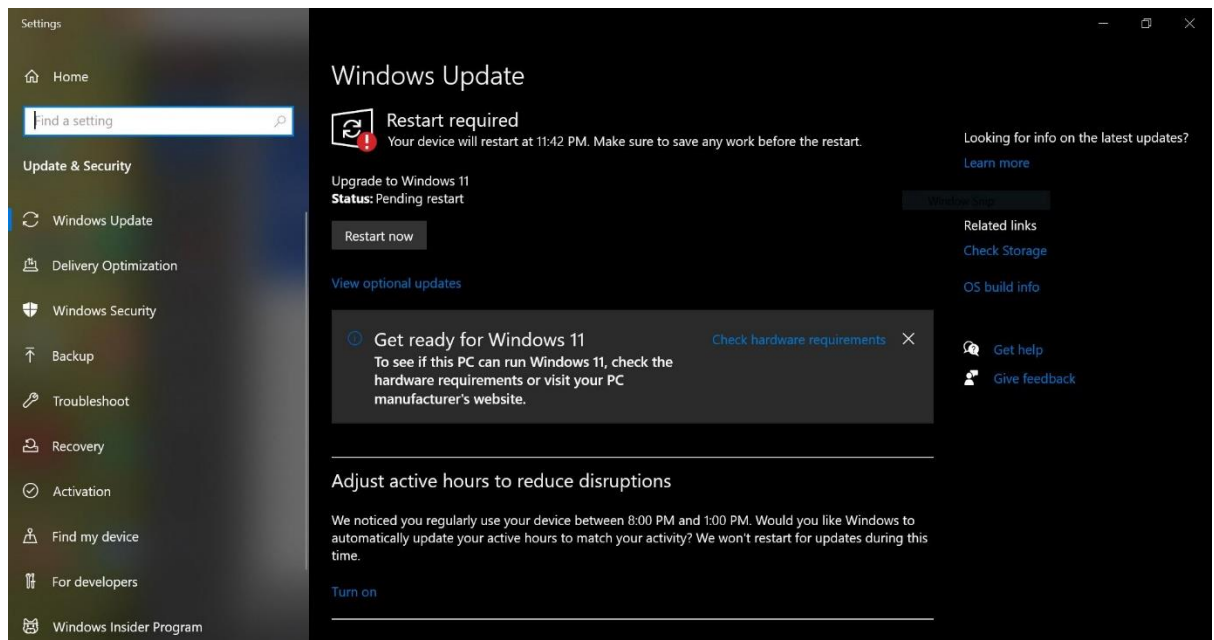 Settings
Home
Find a setting
Update & Security
Windows Update
Delivery Optimization
Windows Security
Backup
Troubleshoot
Recovery
Activation
Find my device
For developers
Windows Insider Program
Windows Update
Restart required
Your device will restart at 11:42 PM. Make sure to save any work before the restart.
Upgrade to Windows 11
Status: Pending restart
Restart now
View optional updates
Get ready for Windows 11
Check hardware requirements
To see if this PC can run Windows 11, check the
hardware requirements or visit your PC
manufacturer's website.
Adjust active hours to reduce disruptions
We noticed you regularly use your device between 8:00 PM and 1:00 PM. Would you like Windows to
automatically update your active hours to match your activity? We won't restart for updates during this
time.
Turn on
Looking for info on the latest updates?
Learn more
Window Snip
Related links
Check Storage
OS build info
Get help
Give feedback